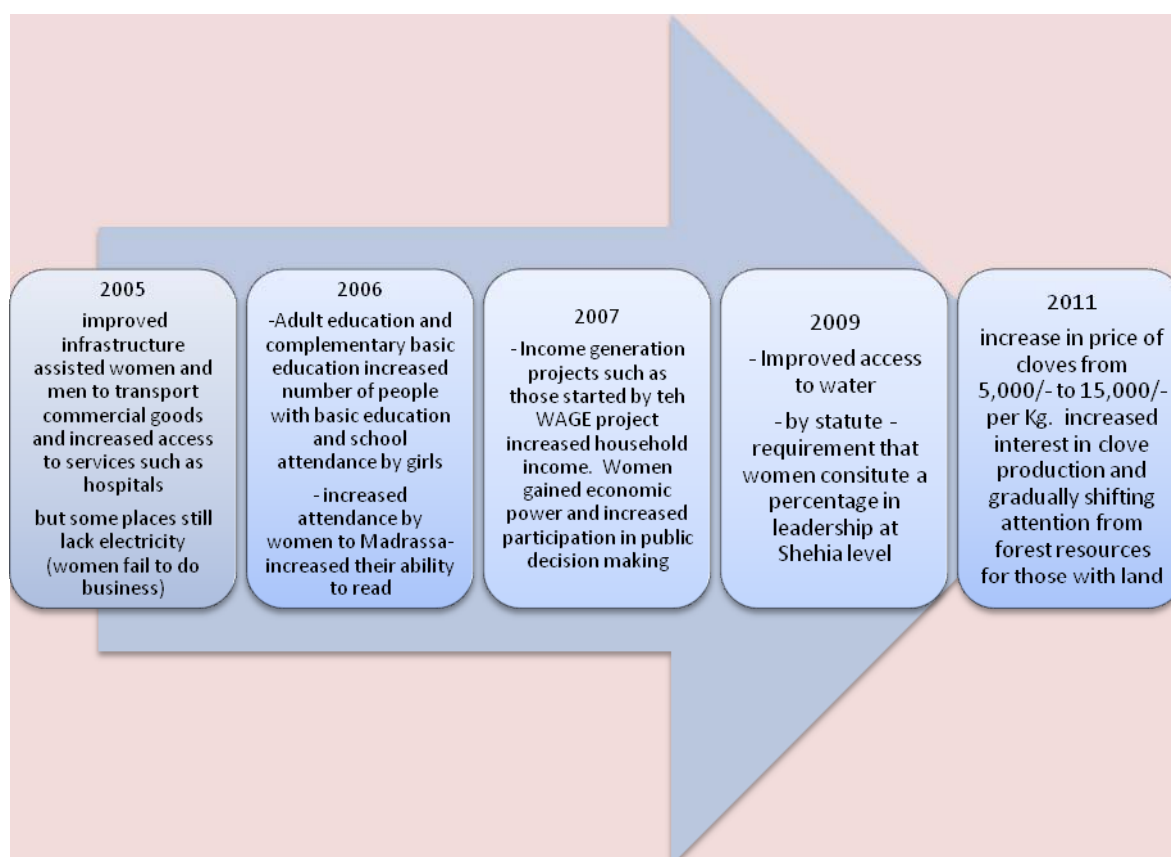 2005
improved
infrastructure
assisted women and
men to transport
commercial goods
and increased access
to services such as
hospitals
but some places still
lack electricity
(women fail to do
business)
2006
-Adult education and
complementary basic
education increased
number of people
with basic education
and school
attendance by girls
- increased
attendance by
women to Madrassa-
increased their ability
to read
2007
- Income generation
projects such as
those started by teh
WAGE project
increased household
income. Women
gained economic
power and increased
participation in public
decision making
2009
- Improved access
to water
- by statute -
requirement that
women consitute a
percentage in
leadership at
Shehia level
2011
increase in price of
cloves from
5,000/- to 15,000/-
per Kg. increased
interest in clove
production and
gradually shifting
attention from
forest resources
for those with land